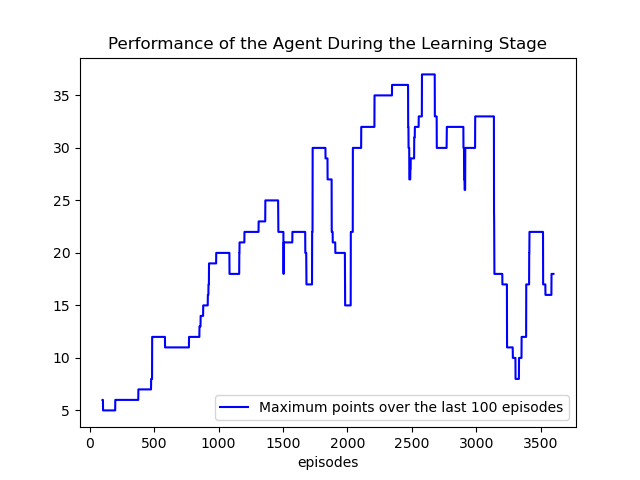 Performance of the Agent During the Learning Stage
35
30
25
20
15
10
5
Maximum points over the last 100 episodes
0 500 1000 1500 2000 2500 3000 3500
episodes